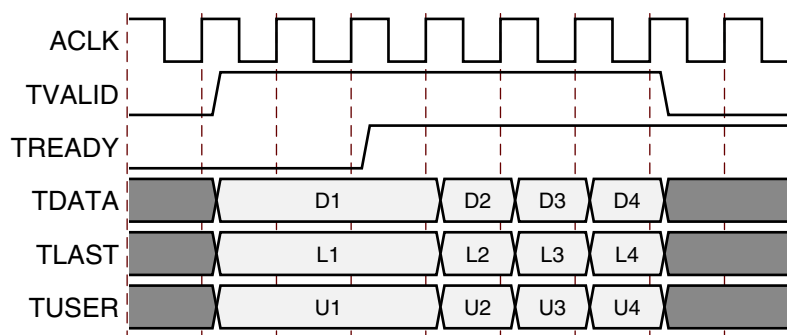 ACLK
TVALID
TREADY
TDATA D1 D2 D3 D4
TLAST L1 L2 L3 L4
TUSER U1 U2 U3 U4